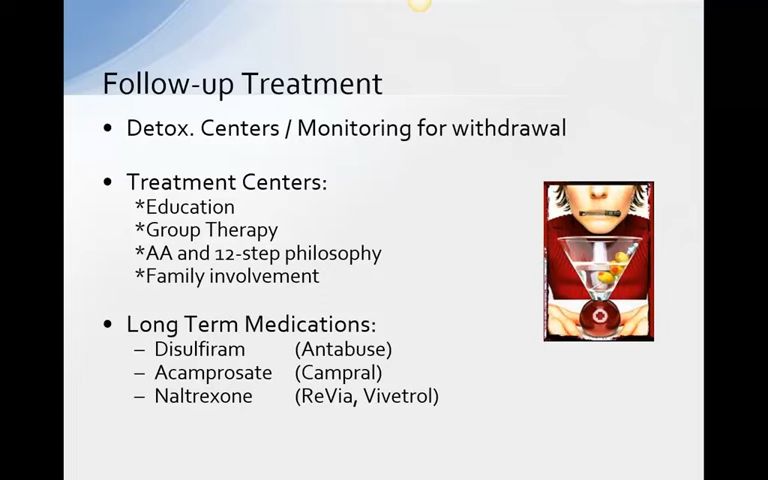 Follow-up Treatment
• Detox. Centers / Monitoring for withdrawal
• Treatment Centers:
*Education
*Group Therapy
*AA and 12-step philosophy
*Family involvement
• Long Term Medications:
– Disulfiram (Antabuse)
– Acamprosate (Campral)
– Naltrexone (ReVia, Vivetrol)